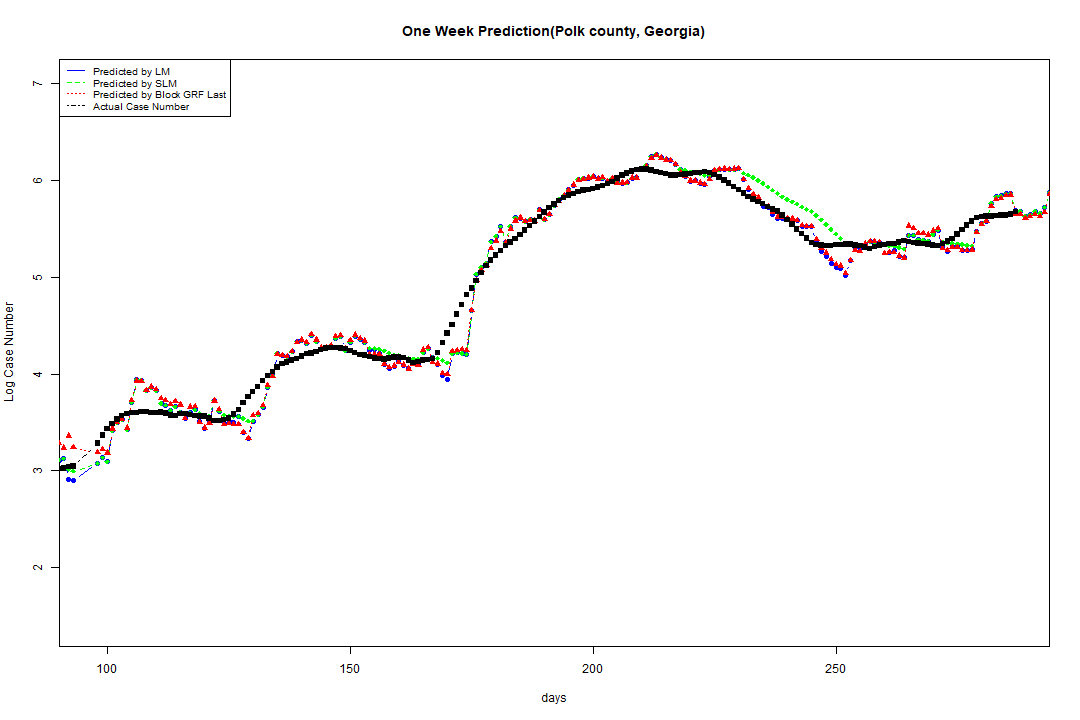 One Week Prediction(Polk county, Georgia)
Predicted by LM
Predicted by SLM
Predicted by Block GRF Last
Actual Case Number
7
6
5
4
3
2
Log Case Number
100 150 200 250
days